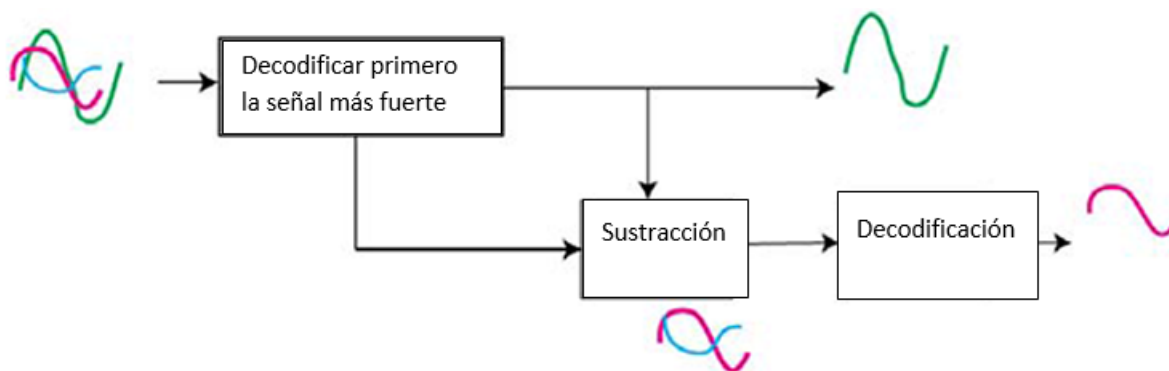 Decodificar primero
la señal más fuerte
Sustracción
Decodificación